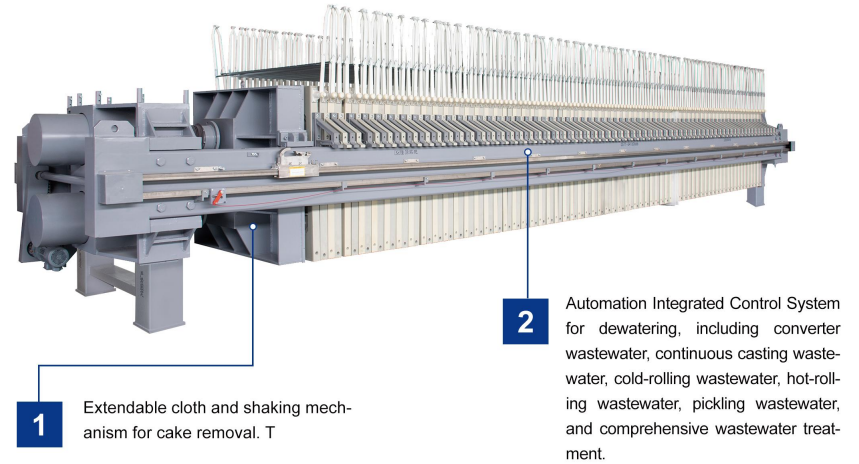 1
Extendable cloth and shaking mech-
anism for cake removal. T
2
Automation Integrated Control System
for dewatering, including converter
wastewater, continuous casting waste-
water, cold-rolling wastewater, hot-roll-
ing wastewater, pickling wastewater,
and comprehensive wastewater treat-
ment.